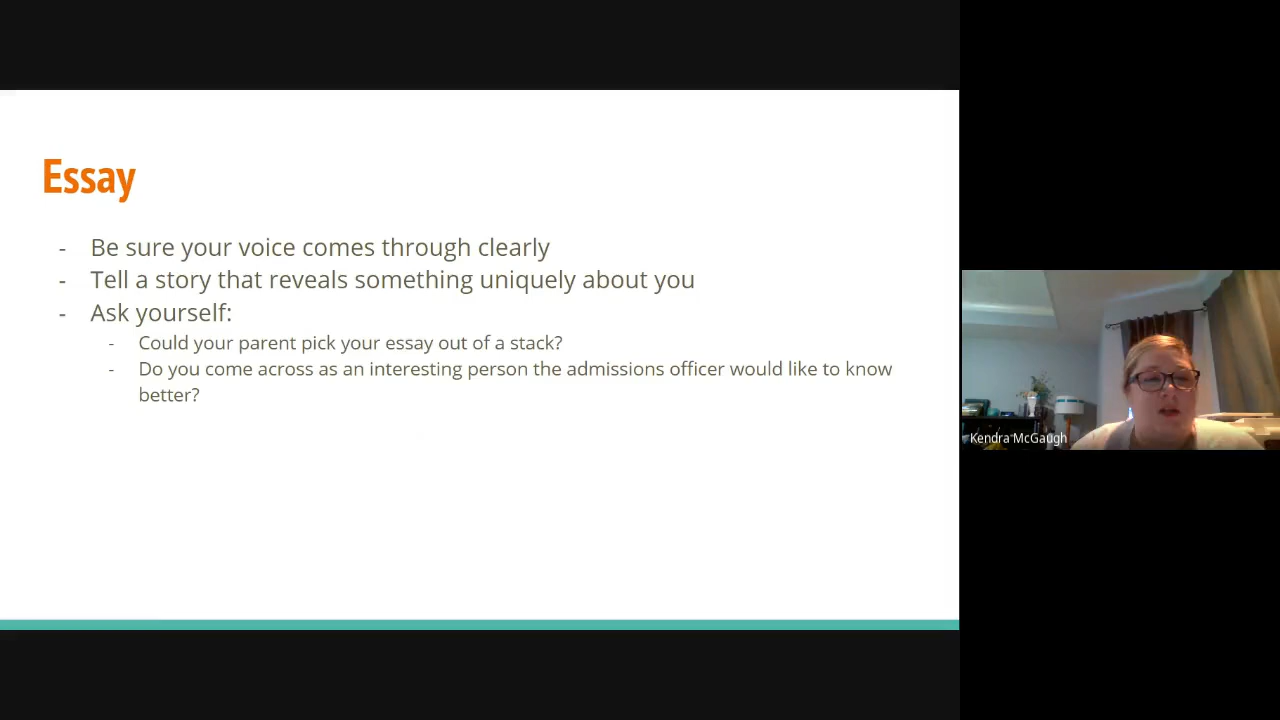 Essay
- Be sure your voice comes through clearly
- Tell a story that reveals something uniquely about you
- Ask yourself:
- Could your parent pick your essay out of a stack?
- Do you come across as an interesting person the admissions officer would like to know
better?
Kendra McGaugh